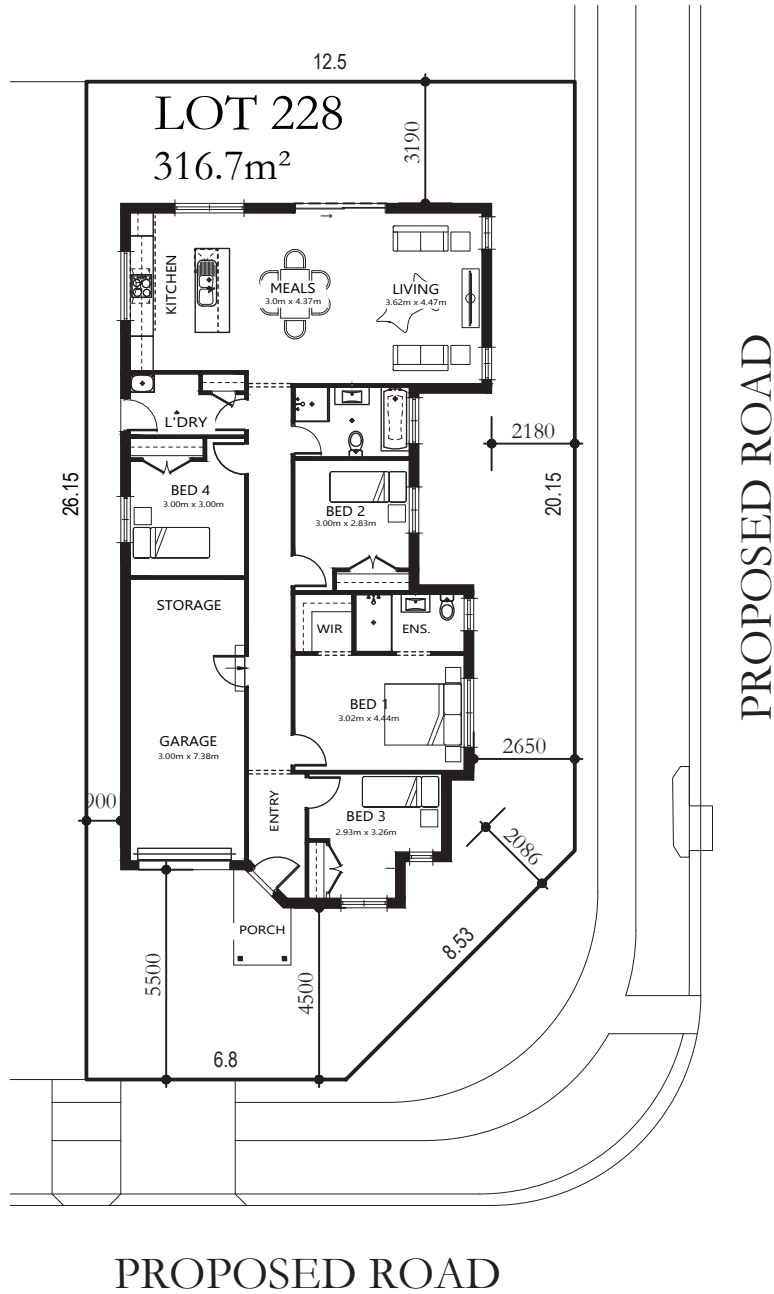 12.5
LOT 228
316.7m²
3190
KITCHEN
MEALS
3.0m x 4.37m
LIVING
3.62m x 4.47m
L'DRY
2180
26.15
20.15
PROPOSED ROAD
BED 4
3.00m x 3.00m
BED 2
3.00m x 2.83m
STORAGE
WIR
ENS.
BED 1
3.02m x 4.44m
GARAGE
3.00m x 7.38m
2650
900
ENTRY
BED 3
2.93m x 3.26m
2086
PORCH
8.53
5500
4500
6.8
PROPOSED ROAD